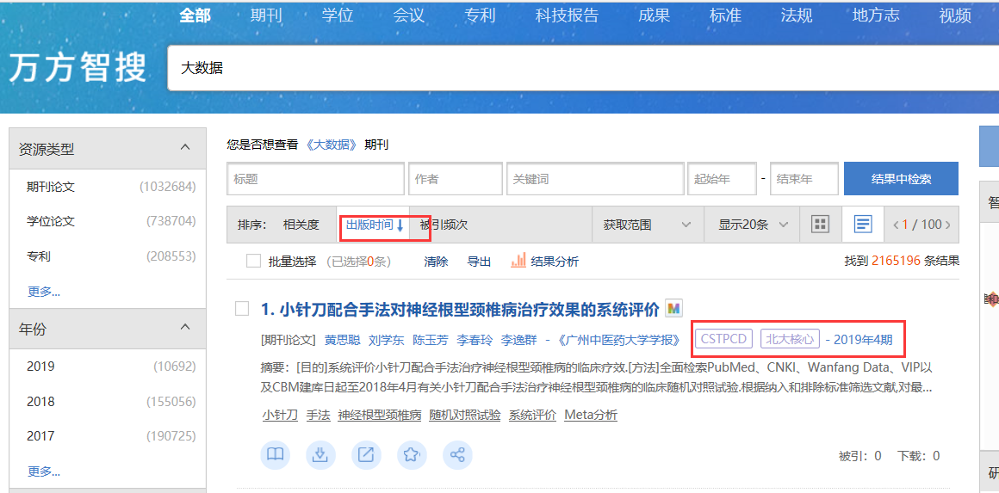 全部 期刊 学位 会议 专利 科技报告 成果 标准 法规 地方志 视频
万方智搜
大数据
资源类型
期刊论文 (1032684)
学位论文 (738704)
专利 (208553)
更多...
年份
2019 (10692)
2018 (155056)
2017 (190725)
更多...
您是否想查看 《大数据》 期刊
标题 作者 关键词 起始年 - 结束年 结果中检索
排序: 相关度 出版时间 被引频次 获取范围 显示20条 1 / 100
批量选择 (已选择0条) 清除 导出 结果分析 找到 2165196 条结果
1. 小针刀配合手法对神经根型颈椎病治疗效果的系统评价 M
[期刊论文] 黄思聪 刘学东 陈玉芳 李春玲 李逸群 - 《广州中医药大学学报》 CSTPCD 北大核心 - 2019年4期
摘要: [目的]系统评价小针刀配合手法治疗神经根型颈椎病的临床疗效.[方法]全面检索PubMed、CNKI、Wanfang Data、VIP以
及CBM建库日起至2018年4月有关小针刀配合手法治疗神经根型颈椎病的临床随机对照试验.根据纳入和排除标准筛选文献,对最...
小针刀 手法 神经根型颈椎病 随机对照试验 系统评价 Meta分析
被引: 0 下载: 0
智
研